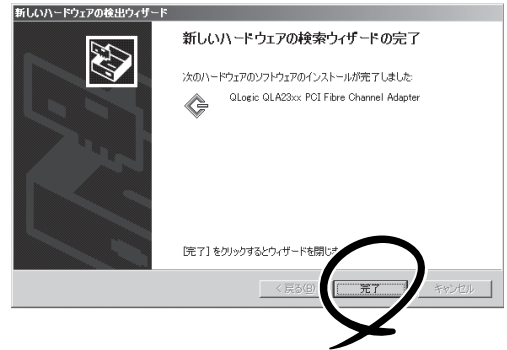 新しいハードウェアの検出ウィザード
新しいハードウェアの検索ウィザードの完了
次のハードウェアのソフトウェアのインストールが完了しました:
QLogic QLA23xx PCI Fibre Channel Adapter
[完了] をクリックするとウィザードを閉じ
< 戻る(B)
完了
キャンセル